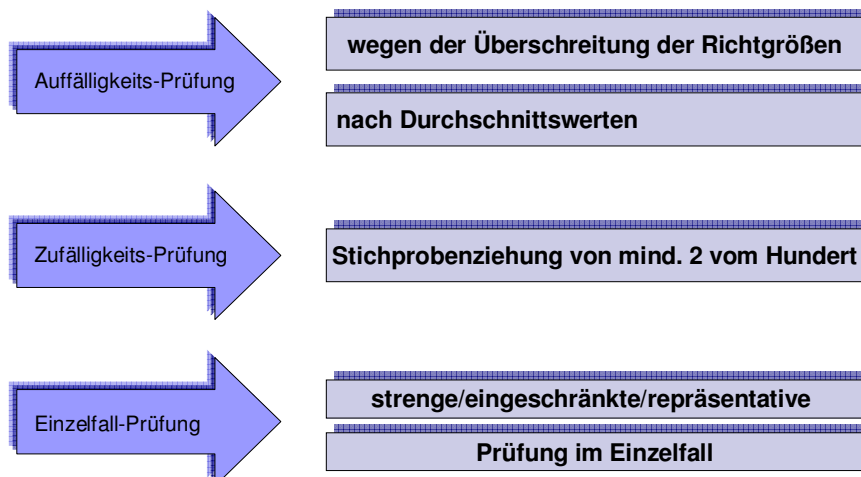 Auffälligkeits-Prüfung
wegen der Überschreitung der Richtgrößen
nach Durchschnittswerten
Zufälligkeits-Prüfung
Stichprobenziehung von mind. 2 vom Hundert
Einzelfall-Prüfung
strenge/eingeschränkte/repräsentative
Prüfung im Einzelfall